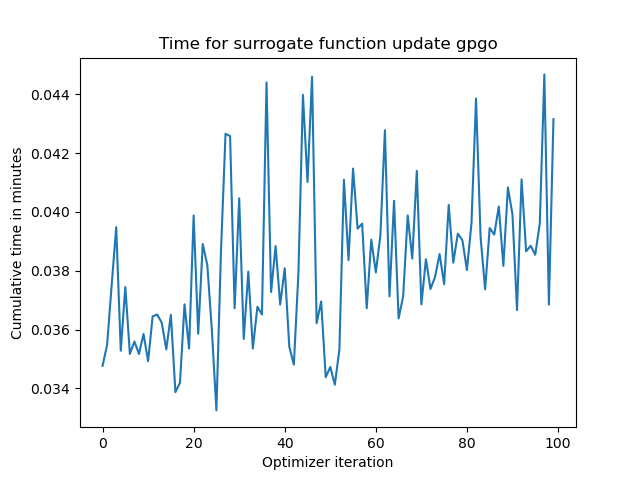 Time for surrogate function update gpgo
Cumulative time in minutes
0.044
0.042
0.040
0.038
0.036
0.034
0 20 40 60 80 100
Optimizer iteration